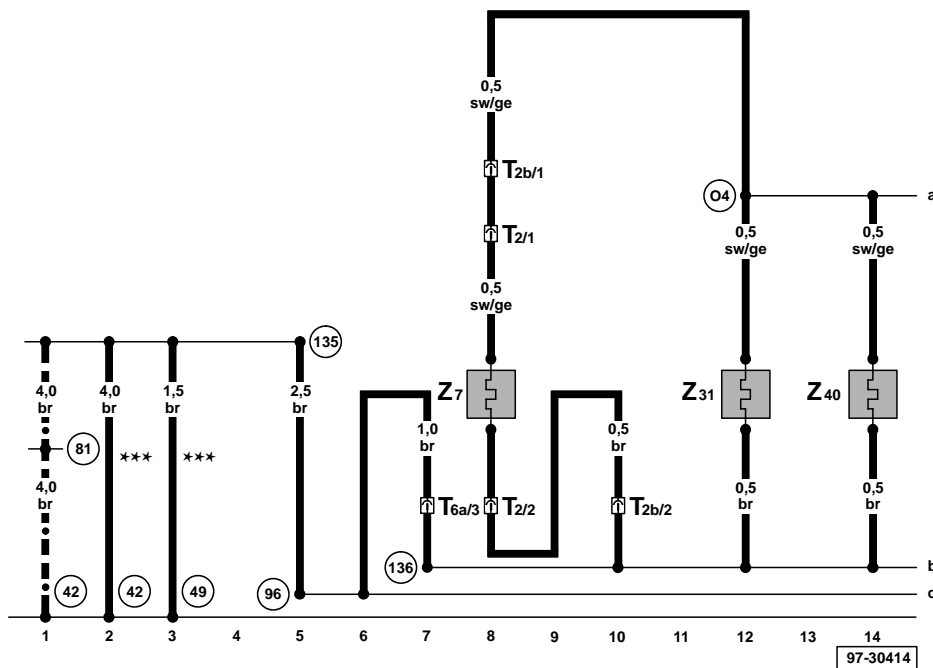 0,5
sw/ge
T2b/1
O4
a
T2/1
0,5
sw/ge
0,5
sw/ge
0,5
sw/ge
135
4,0
br
4,0
br
1,5
br
2,5
br
Z7
Z31
Z40
1,0
br
0,5
br
81
***
***
4,0
br
T6a/3
T2/2
T2b/2
0,5
br
0,5
br
136
b
42
42
49
96
c
1 2 3 4 5 6 7 8 9 10 11 12 13 14
97-30414